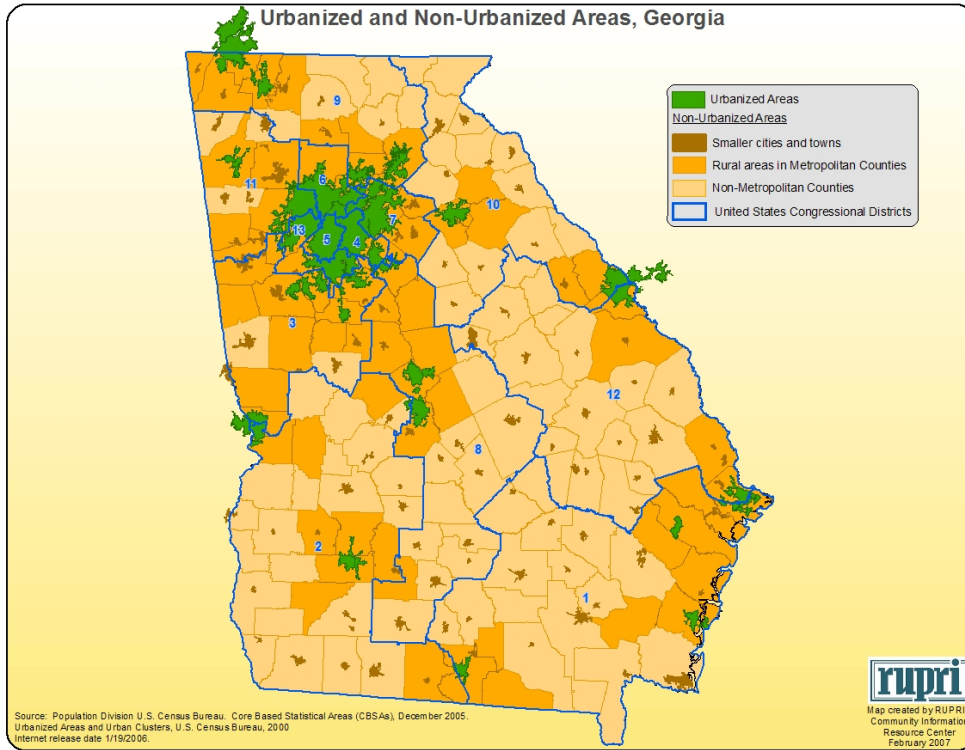 Urbanized and Non-Urbanized Areas, Georgia
Urbanized Areas
Non-Urbanized Areas
Smaller cities and towns
Rural areas in Metropolitan Counties
Non-Metropolitan Counties
United States Congressional Districts
9
6
11
7
10
13
5
4
3
12
8
2
1
rupri
Map created by RUPRI
Community Information
Resource Center
February 2007
Source: Population Division U.S. Census Bureau. Core Based Statistical Areas (CBSAs), December 2005.
Urbanized Areas and Urban Clusters, U.S. Census Bureau, 2000
Internet release date 1/19/2006.